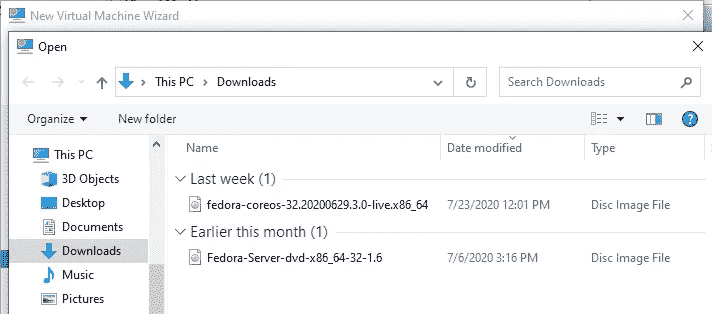 New Virtual Machine Wizard
Open
This PC > Downloads
Search Downloads
Organize
New folder
This PC
3D Objects
Desktop
Documents
Downloads
Music
Pictures
Name
Date modified
Type
Last week (1)
fedora-coreos-32.20200629.3.0-live.x86_64
7/23/2020 12:01 PM
Disc Image File
Earlier this month (1)
Fedora-Server-dvd-x86_64-32-1.6
7/6/2020 3:16 PM
Disc Image File